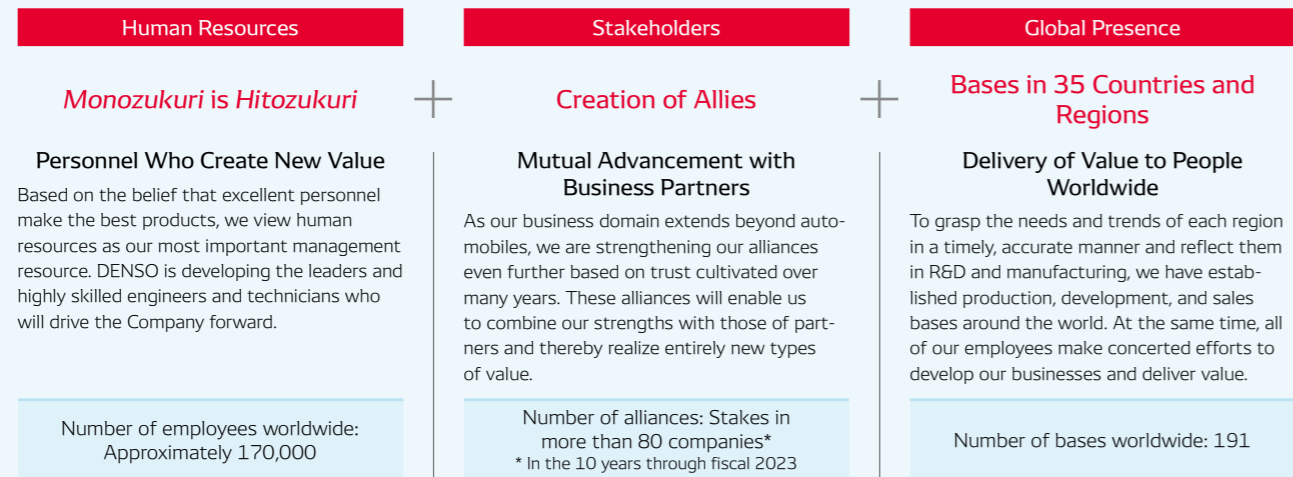 Human Resources
Monozukuri is Hitozukuri
Personnel Who Create New Value
Based on the belief that excellent personnel
make the best products, we view human
resources as our most important management
resource. DENSO is developing the leaders and
highly skilled engineers and technicians who
will drive the Company forward.
Number of employees worldwide:
Approximately 170,000
+
Stakeholders
Creation of Allies
Mutual Advancement with
Business Partners
As our business domain extends beyond auto-
mobiles, we are strengthening our alliances
even further based on trust cultivated over
many years. These alliances will enable us
to combine our strengths with those of part-
ners and thereby realize entirely new types
of value.
Number of alliances: Stakes in
more than 80 companies*
* In the 10 years through fiscal 2023
+
Global Presence
Bases in 35 Countries and
Regions
Delivery of Value to People
Worldwide
To grasp the needs and trends of each region
in a timely, accurate manner and reflect them
in R&D and manufacturing, we have estab-
lished production, development, and sales
bases around the world. At the same time, all
of our employees make concerted efforts to
develop our businesses and deliver value.
Number of bases worldwide: 191